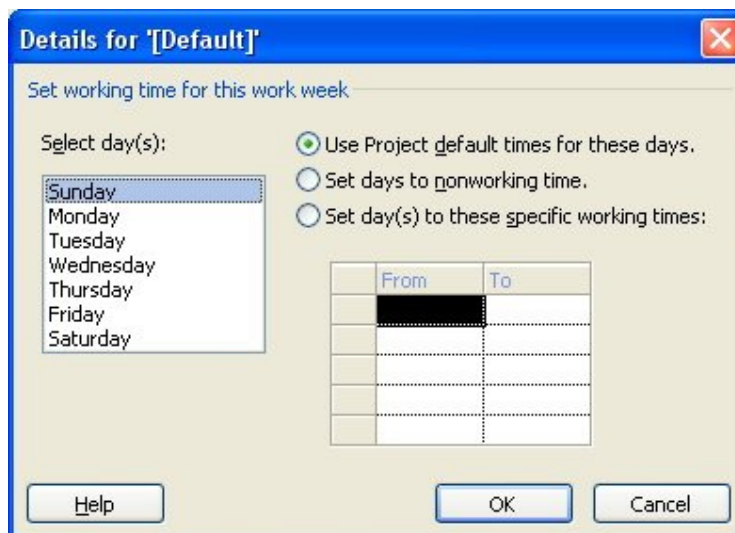 Details for '[Default]'
Set working time for this work week
Select day(s):
Sunday
Monday
Tuesday
Wednesday
Thursday
Friday
Saturday
Use Project default times for these days.
Set days to nonworking time.
Set day(s) to these specific working times:
From To
Help OK Cancel